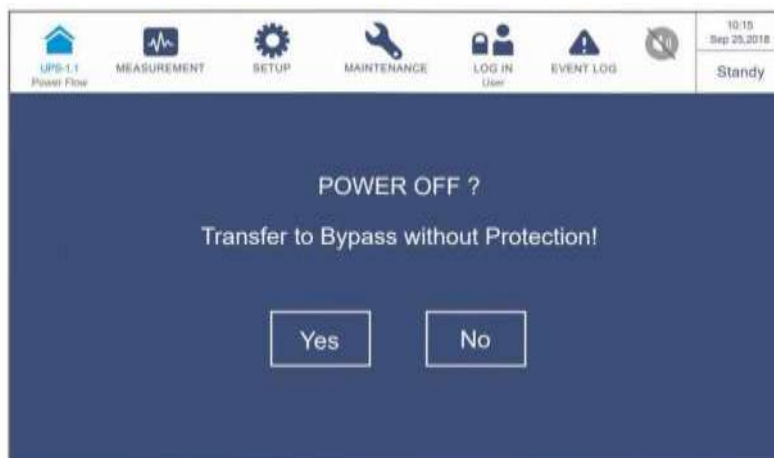 UPS-1.1
Power Flow
MEASUREMENT
SETUP
MAINTENANCE
LOG IN
User
EVENT LOG
10:15
Sep 25,2018
Standy
POWER OFF ?
Transfer to Bypass without Protection!
Yes
No